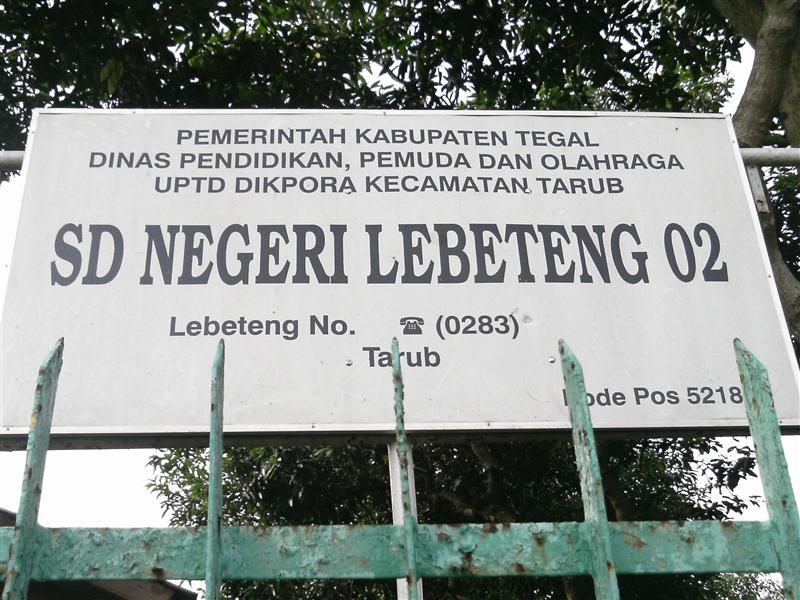 PEMERINTAH KABUPATEN TEGAL
DINAS PENDIDIKAN, PEMUDA DAN OLAHRAGA
UPTD DIKPORA KECAMATAN TARUB
SD NEGERI LEBETENG 02
Lebeteng No. ☎ (0283)
Tarub
Kode Pos